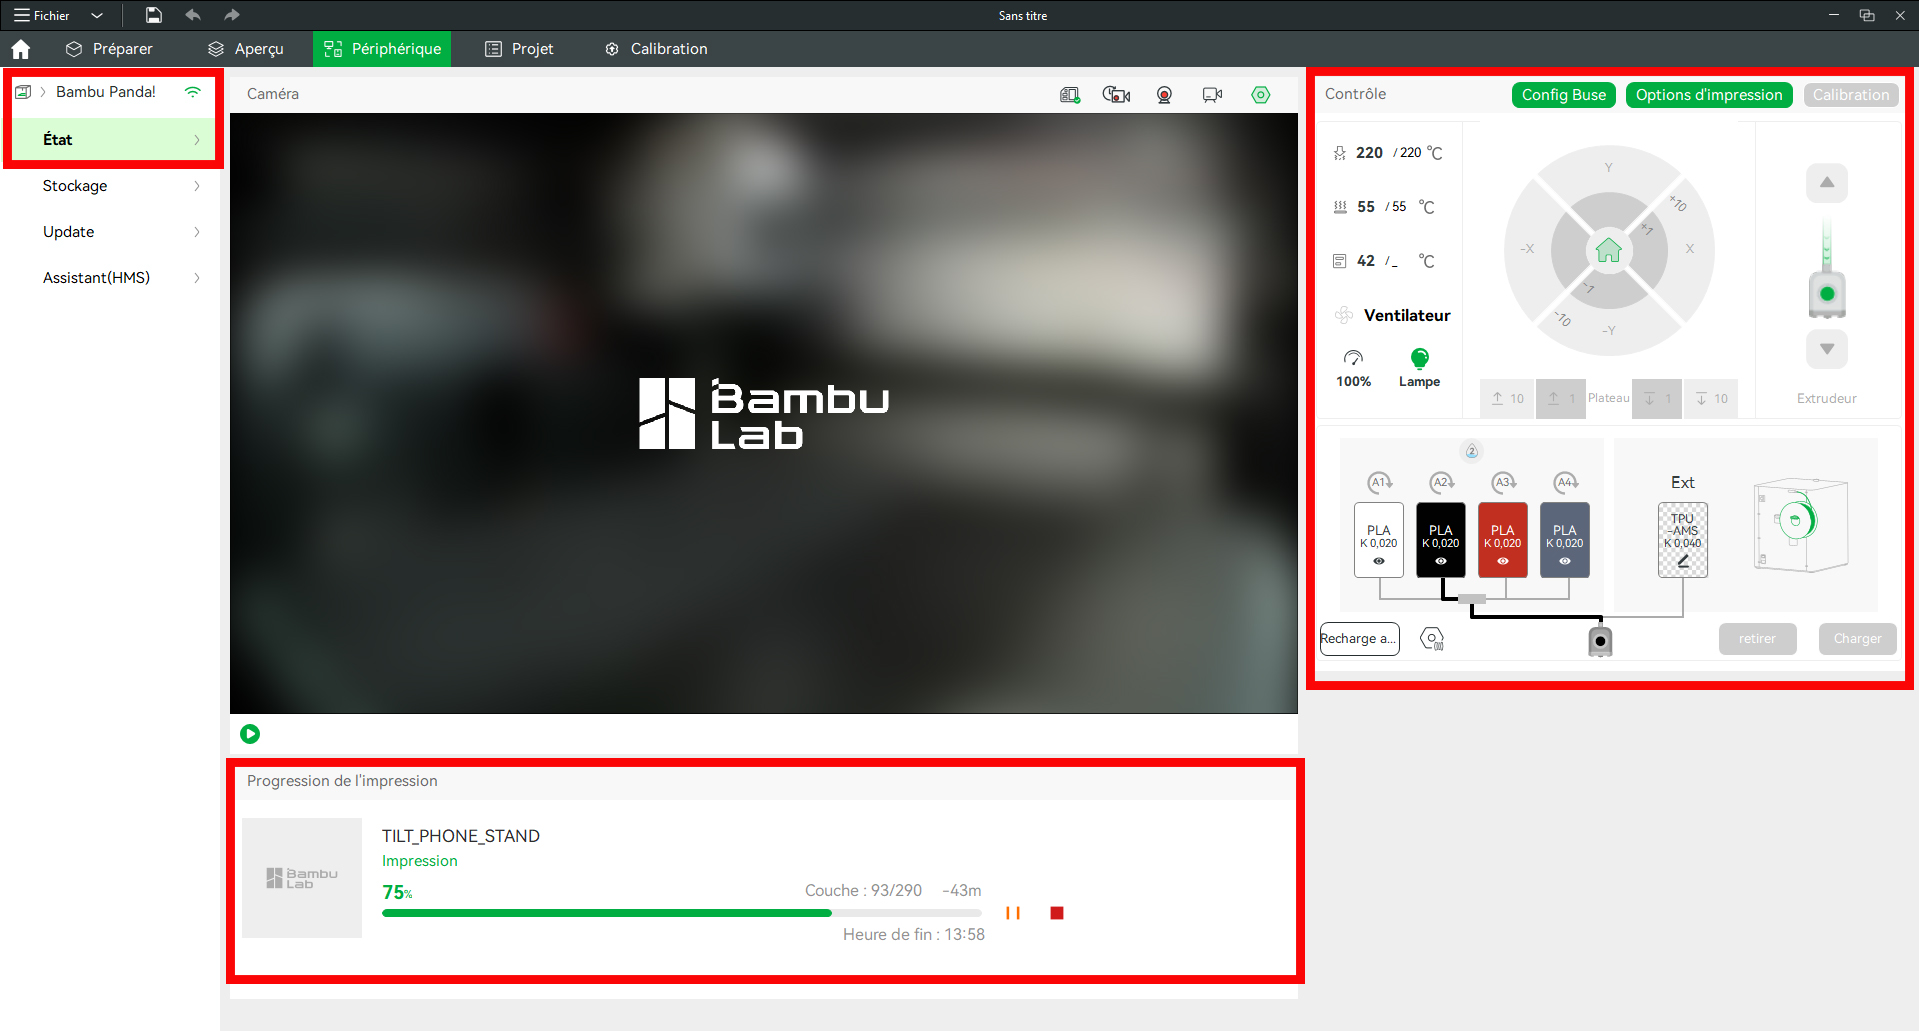 Fichier
Sans titre
Préparer
Aperçu
Périphérique
Projet
Calibration
Bambu Panda!
État
Stockage
Update
Assistant(HMS)
Caméra
Bambu
Lab
Progression de l'impression
Bambu
Lab
TILT_PHONE_STAND
Impression
75%
Couche : 93/290 -43m
Heure de fin : 13:58
Contrôle
Config Buse
Options d'impression
Calibration
220 / 220 °C
55 / 55 °C
42 / _ °C
Ventilateur
100%
Lampe
Y
+10
+1
-X
X
-1
-10
-Y
10
1
Plateau
1
10
Extrudeur
2
A1
A2
A3
A4
PLA
K 0,020
PLA
K 0,020
PLA
K 0,020
PLA
K 0,020
Ext
TPU
-AMS
K 0,040
Recharge a...
retirer
Charger